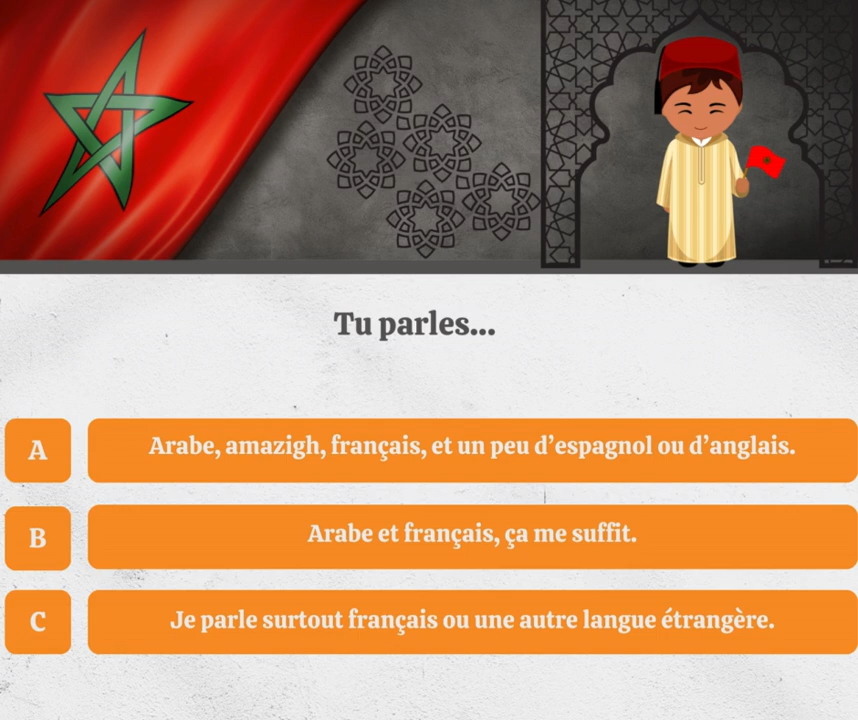 Tu parles...
A
Arabe, amazigh, français, et un peu d’espagnol ou d’anglais.
B
Arabe et français, ça me suffit.
C
Je parle surtout français ou une autre langue étrangère.